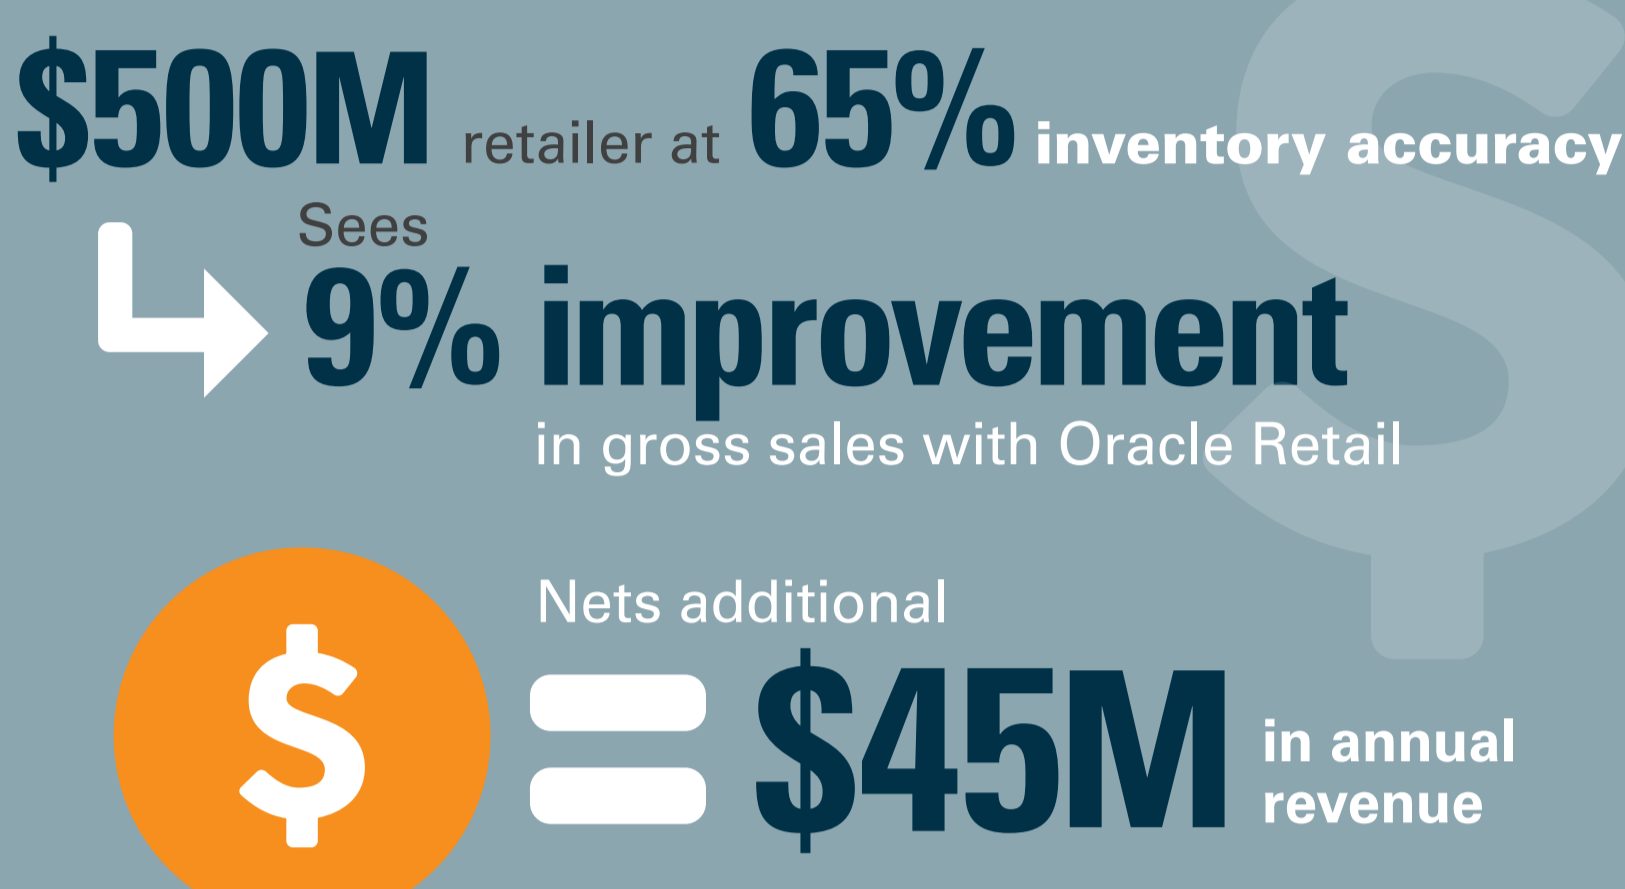 $500M retailer at 65% inventory accuracy
Sees
9% improvement
in gross sales with Oracle Retail
Nets additional
$ = $45M in annual
revenue